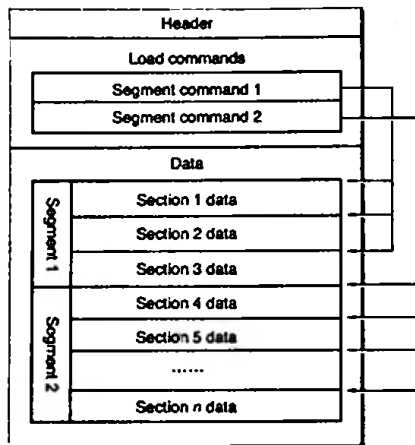 Header
Load commands
Segment command 1
Segment command 2
Data
Segment 1
Section 1 data
Section 2 data
Section 3 data
Segment 2
Section 4 data
Section 5 data
......
Section n data